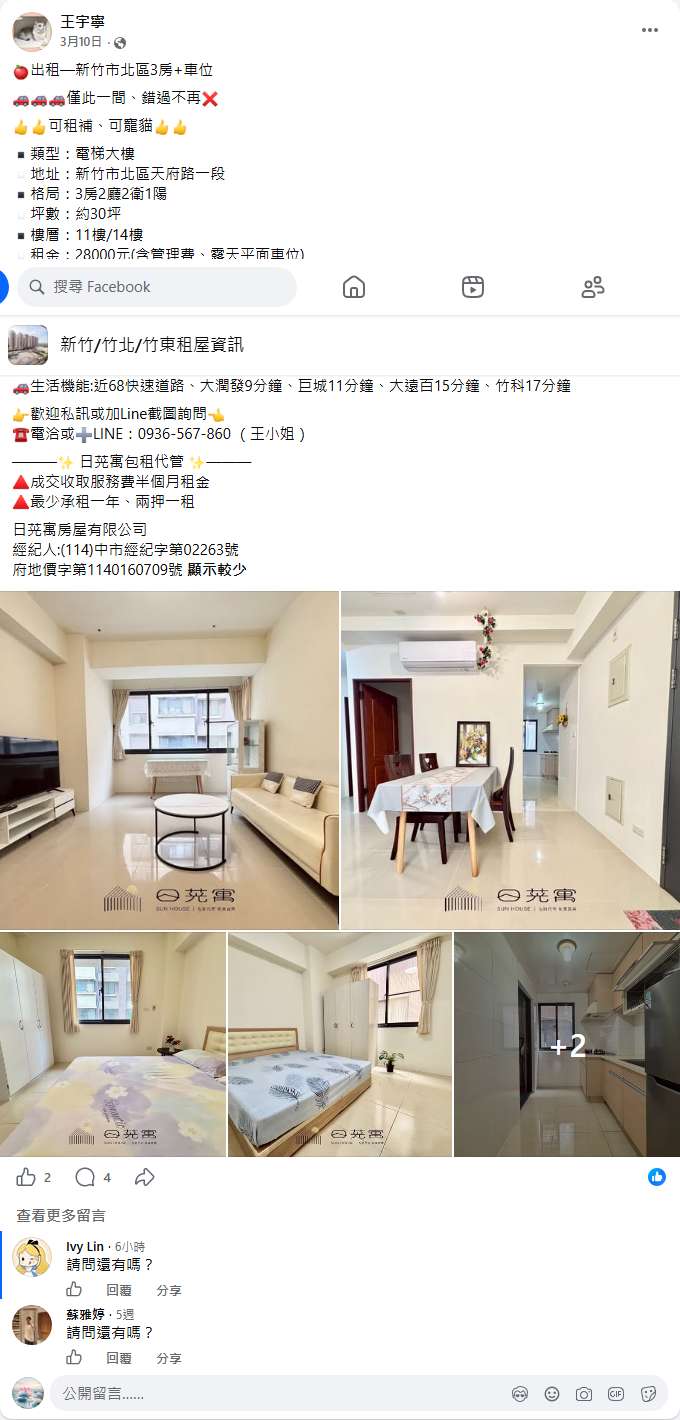 王宇寧
3月10日 ·
🍎出租—新竹市北區3房+車位
🚗🚗🚗僅此一間、錯過不再❌
👍👍可租補、可寵貓👍👍
▪️類型：電梯大樓
▫️地址：新竹市北區天府路一段
▪️格局：3房2廳2衛1陽
▫️坪數：約30坪
▪️樓層：11樓/14樓
▫️租金：28000元(含管理費、露天平面車位)
搜尋 Facebook
新竹/竹北/竹東租屋資訊
🚗生活機能:近68快速道路、大潤發9分鐘、巨城11分鐘、大遠百15分鐘、竹科17分鐘
👉歡迎私訊或加Line截圖詢問👈
☎️電洽或➕LINE：0936-567-860 （王小姐）
———✨ 日莞寓包租代管 ✨———
🔺成交收取服務費半個月租金
🔺最少承租一年、兩押一租
日莞寓房屋有限公司
經紀人:(114)中市經紀字第02263號
府地價字第1140160709號 顯示較少
日莞寓
SUN HOUSE
日莞寓
SUN HOUSE
日莞寓
日莞寓
+2
2
4
查看更多留言
Ivy Lin · 6小時
請問還有嗎？
回覆 分享
蘇雅婷 · 5週
請問還有嗎？
回覆 分享
公開留言......
GIF